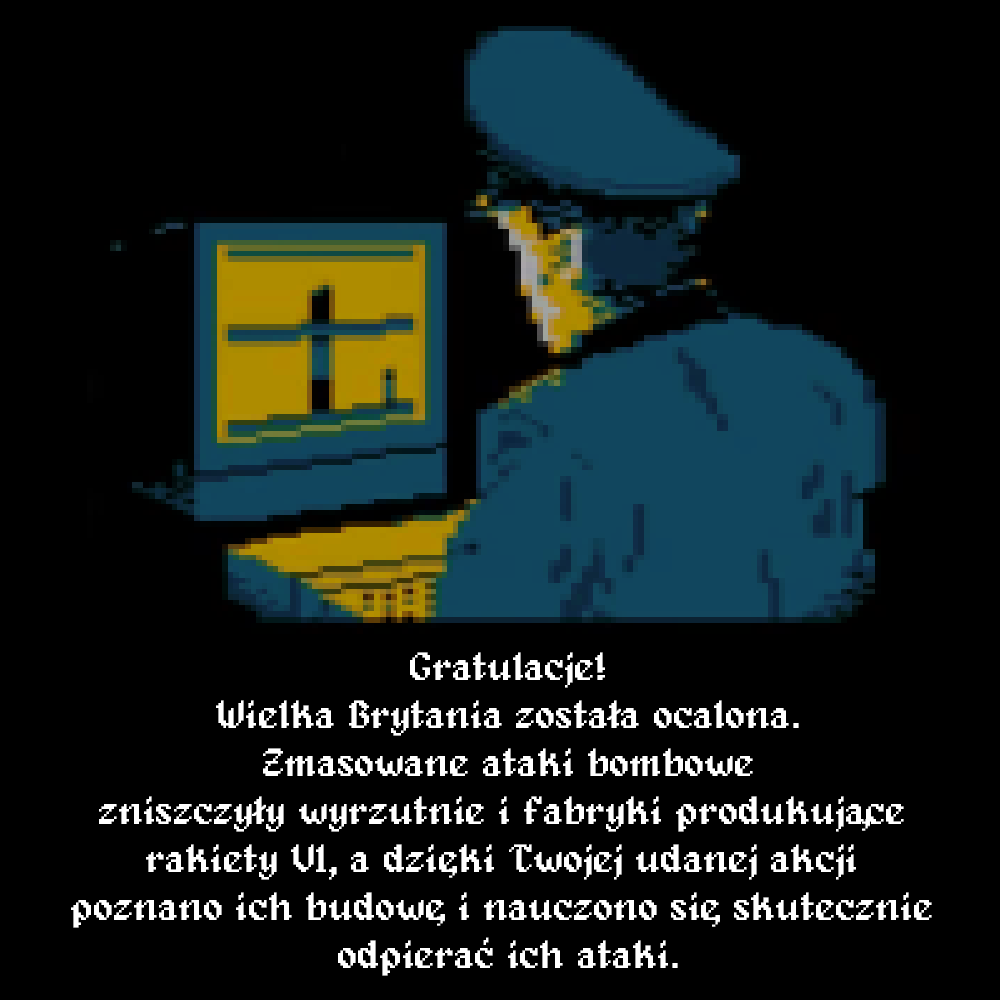 Gratulacje!
Wielka Brytania została ocalona.
Zmasowane ataki bombowe
zniszczyły wyrzutnie i fabryki produkujące
rakiety V1, a dzięki Twojej udanej akcji
poznano ich budowę i nauczono się skutecznie
odpierać ich ataki.